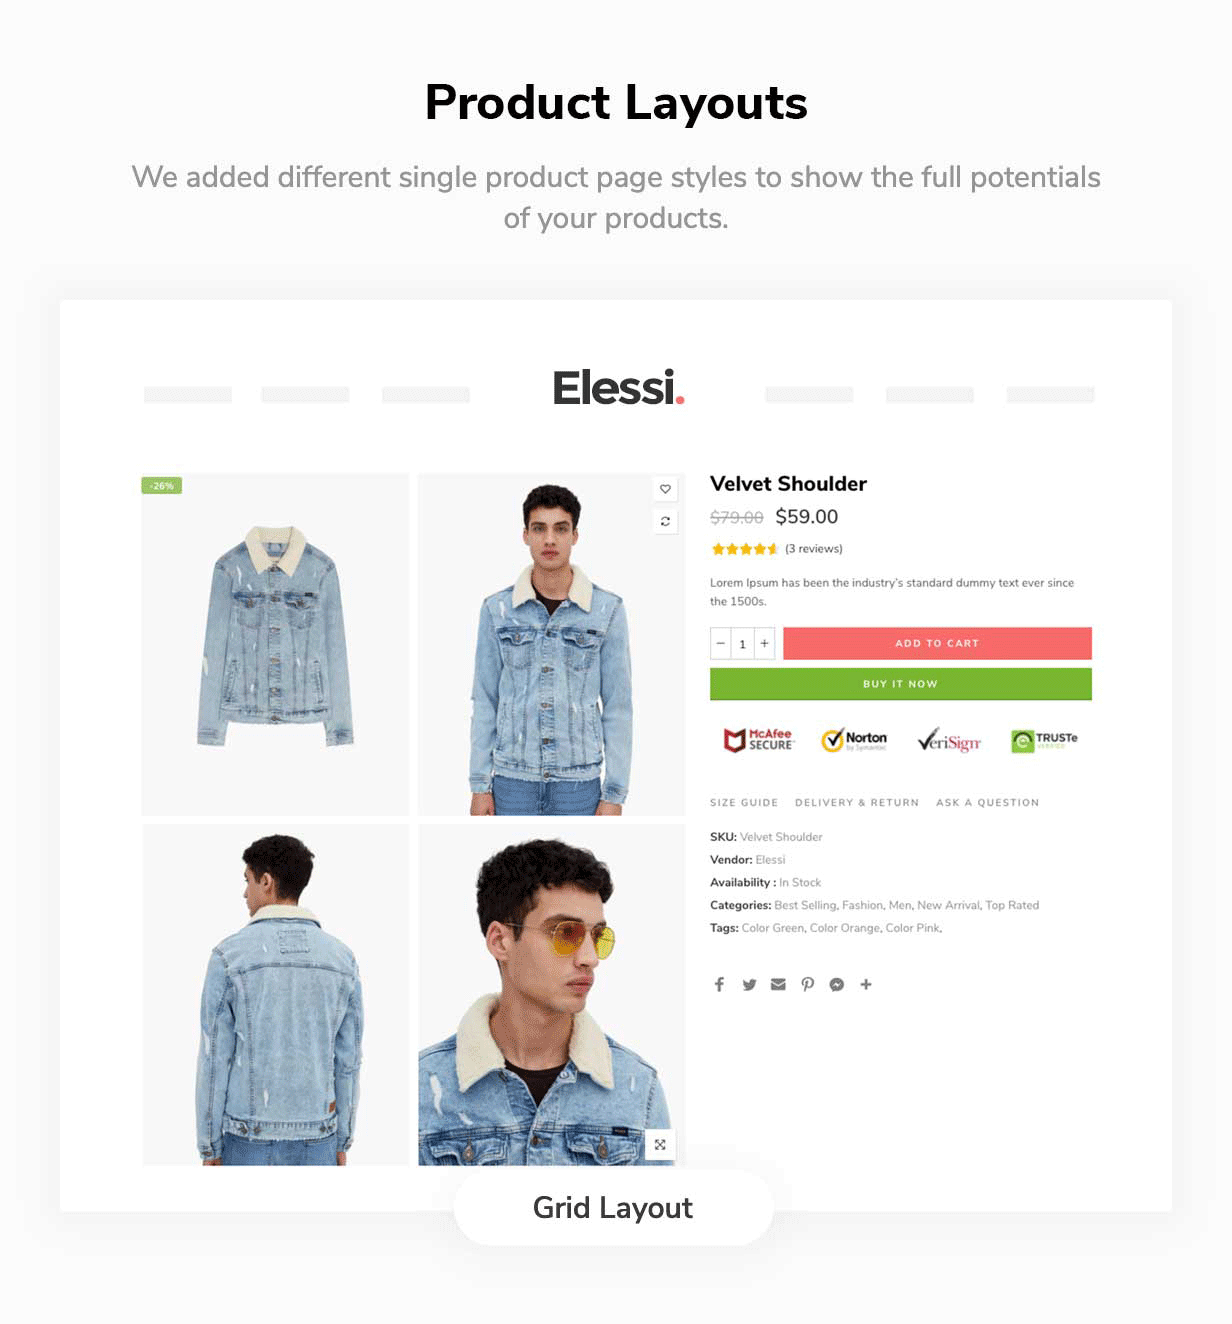 Product Layouts
We added different single product page styles to show the full potentials
of your products.
Elessi.
-26%
Velvet Shoulder
$79.00 $59.00
(3 reviews)
Lorem Ipsum has been the industry's standard dummy text ever since
the 1500s.
− 1 + ADD TO CART
BUY IT NOW
McAfee
SECURE
Norton
by Symantec
VeriSign
TRUSTe
VERIFIED
SIZE GUIDE DELIVERY & RETURN ASK A QUESTION
SKU: Velvet Shoulder
Vendor: Elessi
Availability : In Stock
Categories: Best Selling, Fashion, Men, New Arrival, Top Rated
Tags: Color Green, Color Orange, Color Pink,
Grid Layout